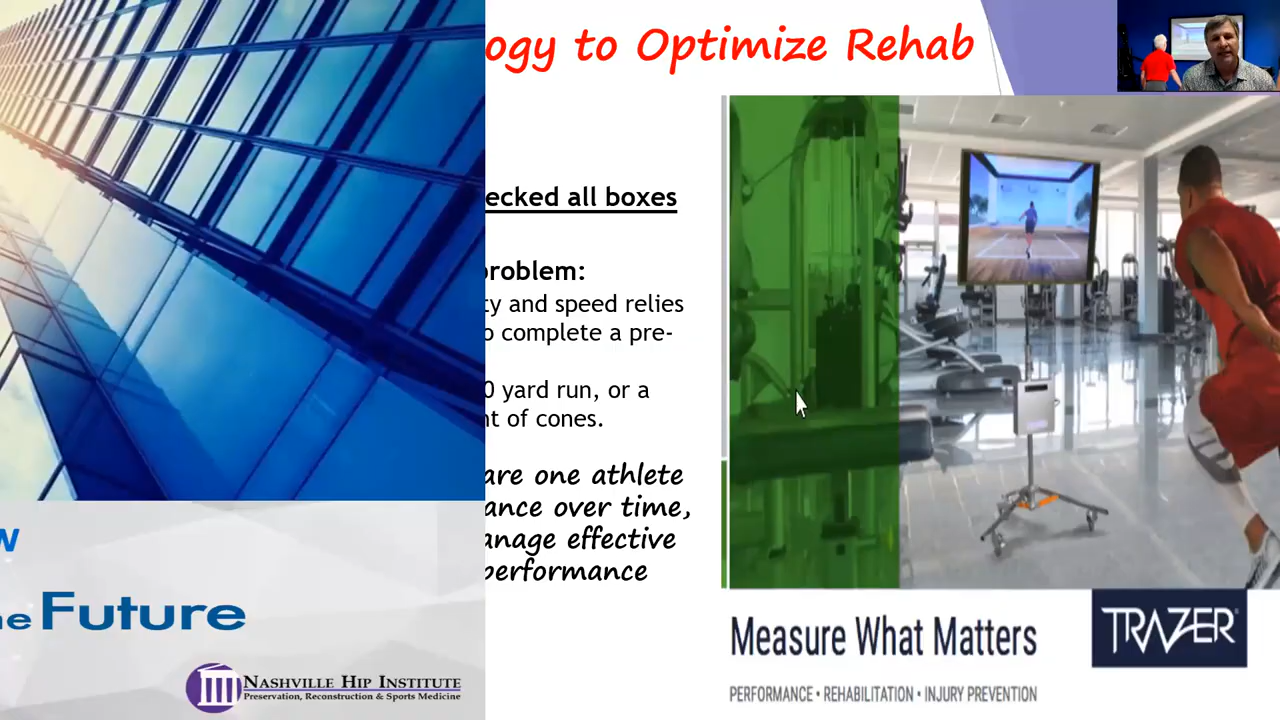 ogy to Optimize Rehab
ecked all boxes
problem:
ty and speed relies
o complete a pre-
0 yard run, or a
nt of cones.
are one athlete
ance over time,
anage effective
performance
w
he Future
NASHVILLE HIP INSTITUTE
Preservation, Reconstruction & Sports Medicine
Measure What Matters
TRAZER®
PERFORMANCE • REHABILITATION • INJURY PREVENTION